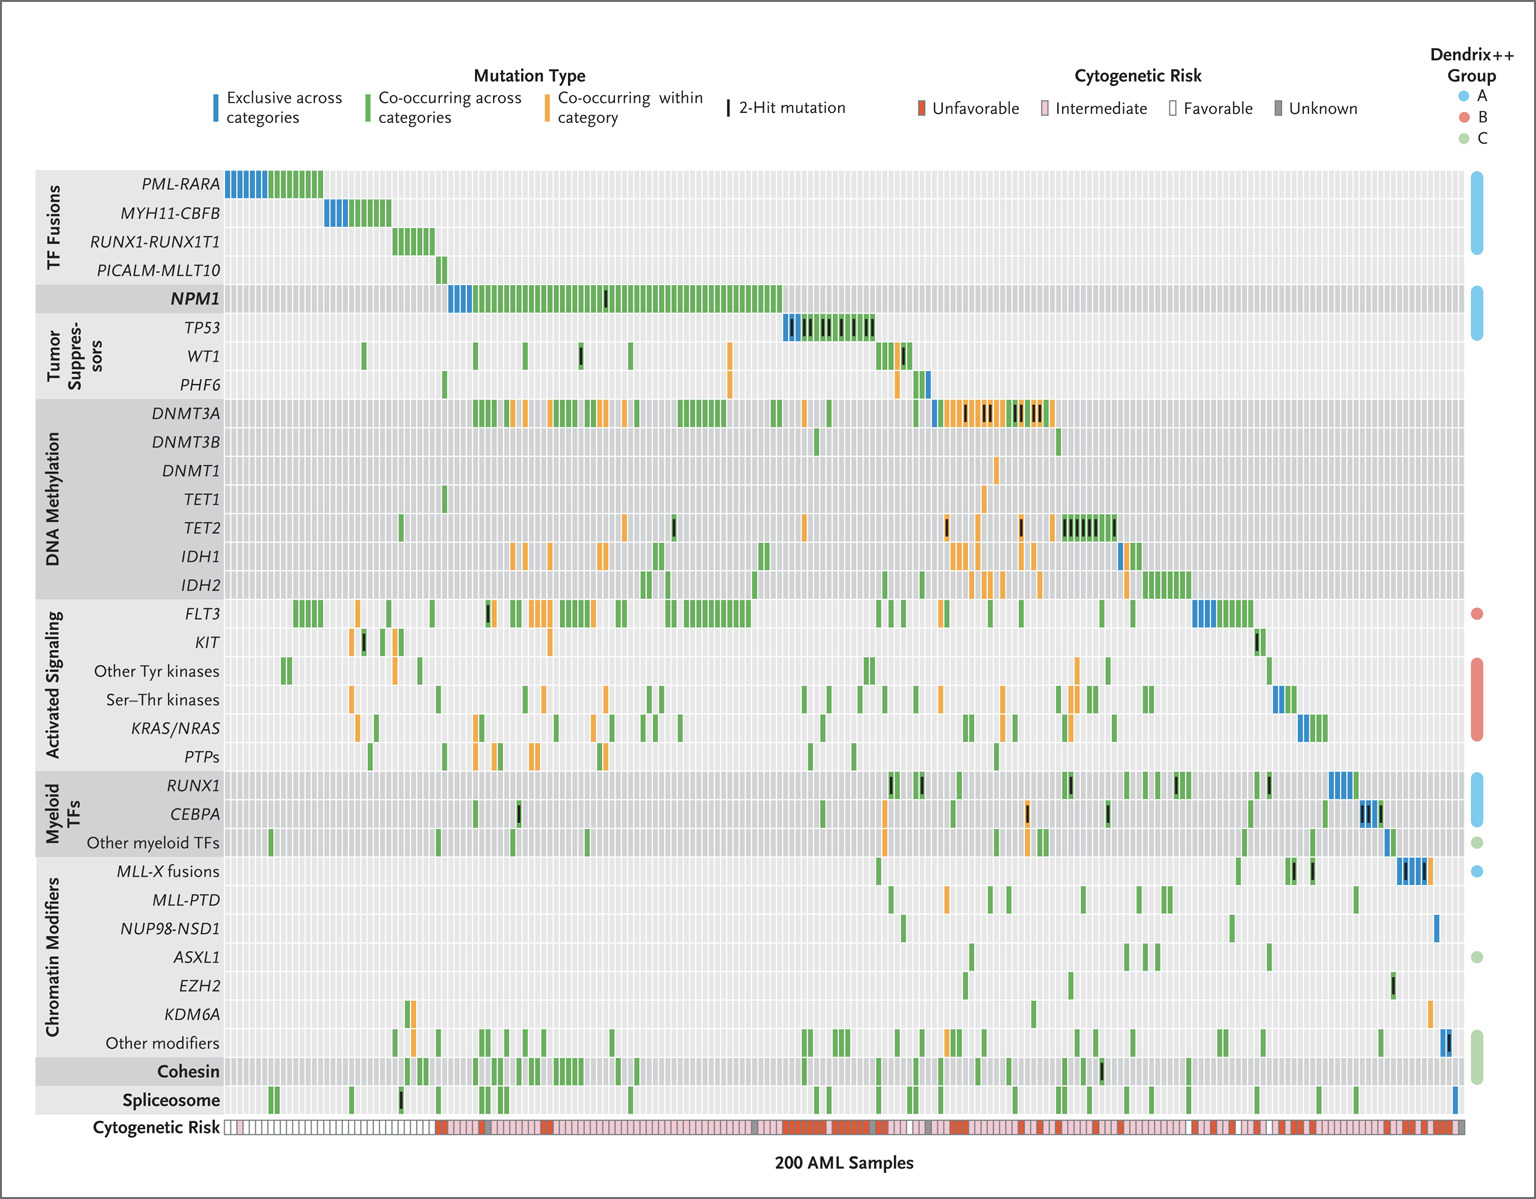 Dendrix++
Group
A
B
C
Mutation Type
Exclusive across
categories
Co-occurring across
categories
Co-occurring within
category
2-Hit mutation
Cytogenetic Risk
Unfavorable
Intermediate
Favorable
Unknown
TF Fusions
PML-RARA
MYH11-CBFB
RUNX1-RUNX1T1
PICALM-MLLT10
NPM1
Tumor
Suppres-
sors
TP53
WT1
PHF6
DNA Methylation
DNMT3A
DNMT3B
DNMT1
TET1
TET2
IDH1
IDH2
Activated Signaling
FLT3
KIT
Other Tyr kinases
Ser–Thr kinases
KRAS/NRAS
PTPs
Myeloid
TFs
RUNX1
CEBPA
Other myeloid TFs
Chromatin Modifiers
MLL-X fusions
MLL-PTD
NUP98-NSD1
ASXL1
EZH2
KDM6A
Other modifiers
Cohesin
Spliceosome
Cytogenetic Risk
200 AML Samples